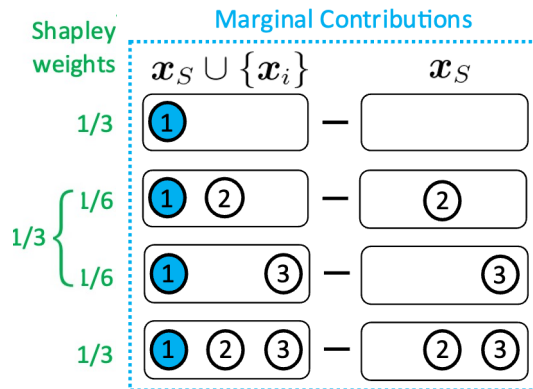 Marginal Contributions
Shapley
weights
x_S ∪ {x_i} x_S
1/3 1 −
1/6 1 2 − 2
1/3
1/6 1 3 − 3
1/3 1 2 3 − 2 3